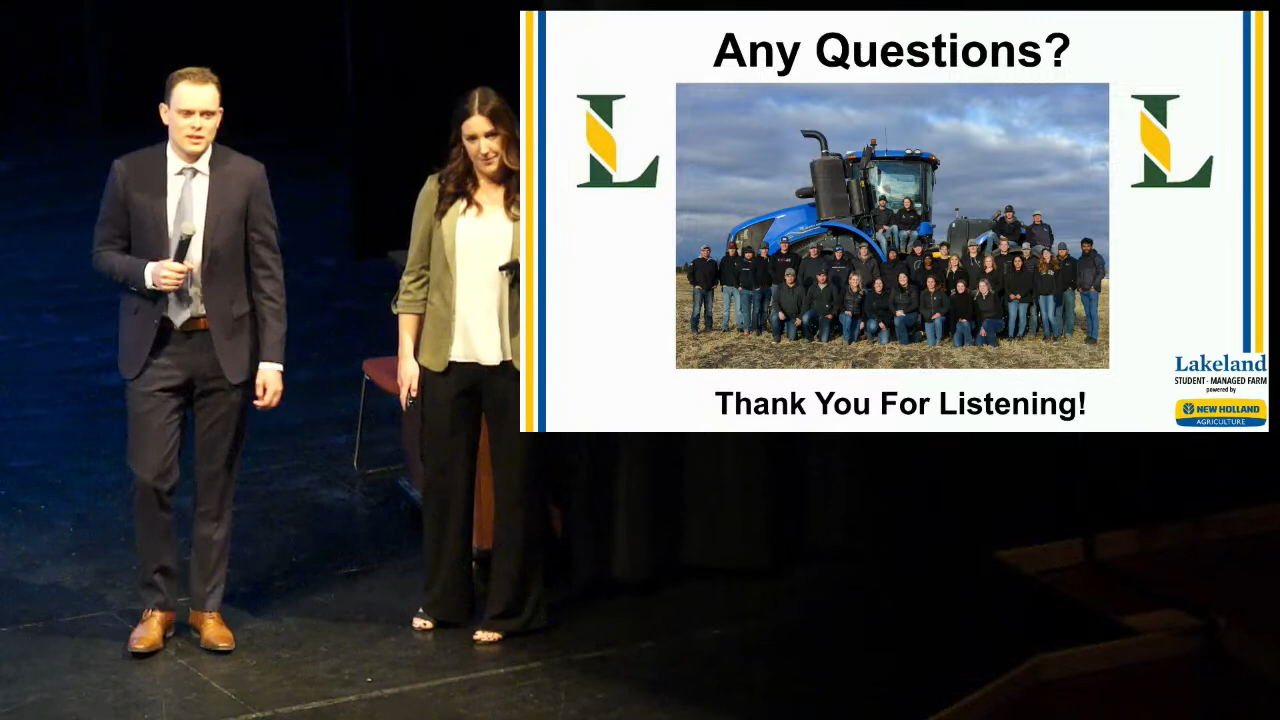 Any Questions?
L L
Thank You For Listening!
Lakeland
STUDENT - MANAGED FARM
powered by
NEW HOLLAND
AGRICULTURE